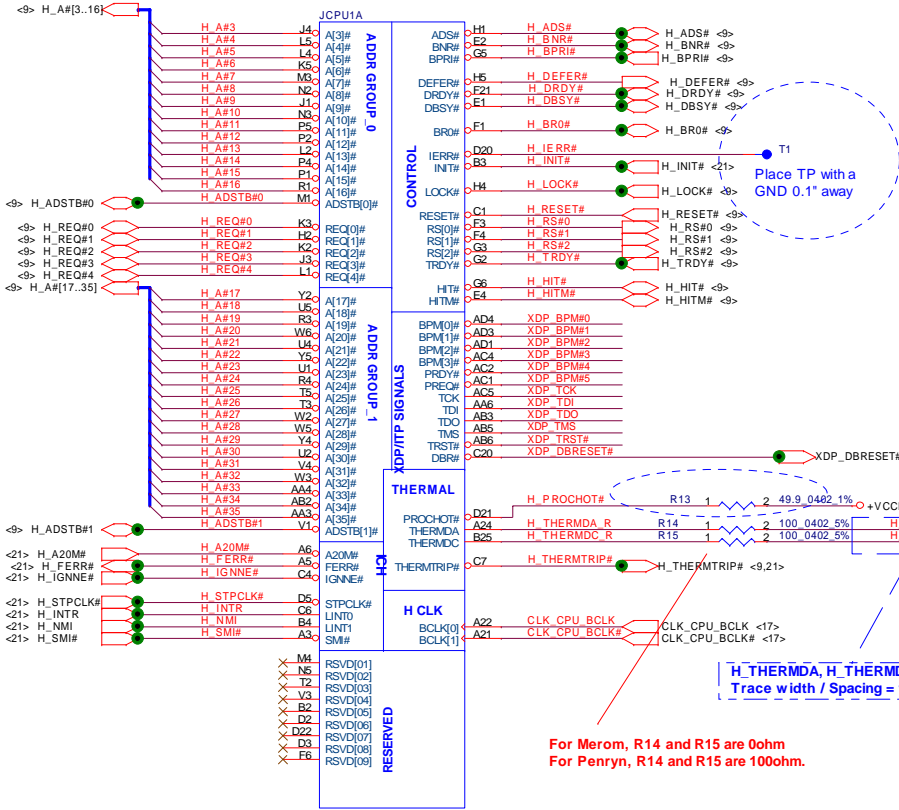 JCPU1A
<9> H_A#[3..16]
H_A#3 J4 A[3]#
H_A#4 L5 A[4]#
H_A#5 L4 A[5]#
H_A#6 K5 A[6]#
H_A#7 M3 A[7]#
H_A#8 N2 A[8]#
H_A#9 J1 A[9]#
H_A#10 N3 A[10]#
H_A#11 P5 A[11]#
H_A#12 P2 A[12]#
H_A#13 L2 A[13]#
H_A#14 P4 A[14]#
H_A#15 P1 A[15]#
H_A#16 R1 A[16]#
<9> H_ADSTB#0 H_ADSTB#0 M1 ADSTB[0]#
<9> H_REQ#0 H_REQ#0 K3 REQ[0]#
<9> H_REQ#1 H_REQ#1 H2 REQ[1]#
<9> H_REQ#2 H_REQ#2 K2 REQ[2]#
<9> H_REQ#3 H_REQ#3 J3 REQ[3]#
<9> H_REQ#4 H_REQ#4 L1 REQ[4]#
<9> H_A#[17..35]
H_A#17 Y2 A[17]#
H_A#18 U5 A[18]#
H_A#19 R3 A[19]#
H_A#20 W6 A[20]#
H_A#21 U4 A[21]#
H_A#22 Y5 A[22]#
H_A#23 U1 A[23]#
H_A#24 R4 A[24]#
H_A#25 T5 A[25]#
H_A#26 T3 A[26]#
H_A#27 W2 A[27]#
H_A#28 W5 A[28]#
H_A#29 Y4 A[29]#
H_A#30 U2 A[30]#
H_A#31 V4 A[31]#
H_A#32 W3 A[32]#
H_A#33 AA4 A[33]#
H_A#34 AB2 A[34]#
H_A#35 AA3 A[35]#
<9> H_ADSTB#1 H_ADSTB#1 V1 ADSTB[1]#
<21> H_A20M# H_A20M# A6 A20M#
<21> H_FERR# H_FERR# A5 FERR#
<21> H_IGNNE# H_IGNNE# C4 IGNNE#
<21> H_STPCLK# H_STPCLK# D5 STPCLK#
<21> H_INTR H_INTR C6 LINT0
<21> H_NMI H_NMI B4 LINT1
<21> H_SMI# H_SMI# A3 SMI#
M4 RSVD[01]
N5 RSVD[02]
T2 RSVD[03]
V3 RSVD[04]
B2 RSVD[05]
D2 RSVD[06]
D22 RSVD[07]
D3 RSVD[08]
F6 RSVD[09]
ADDR GROUP_0
ADDR GROUP_1
ICH
RESERVED
CONTROL
XDP/ITP SIGNALS
THERMAL
H CLK
ADS# H1 H_ADS# H_ADS# <9>
BNR# E2 H_BNR# H_BNR# <9>
BPRI# G5 H_BPRI# H_BPRI# <9>
DEFER# H5 H_DEFER# H_DEFER# <9>
DRDY# F21 H_DRDY# H_DRDY# <9>
DBSY# E1 H_DBSY# H_DBSY# <9>
BR0# F1 H_BR0# H_BR0# <9>
IERR# D20 H_IERR# T1
INIT# B3 H_INIT# H_INIT# <21>
LOCK# H4 H_LOCK# H_LOCK# <9>
Place TP with a
GND 0.1" away
RESET# C1 H_RESET# H_RESET# <9>
RS[0]# F3 H_RS#0 H_RS#0 <9>
RS[1]# F4 H_RS#1 H_RS#1 <9>
RS[2]# G3 H_RS#2 H_RS#2 <9>
TRDY# G2 H_TRDY# H_TRDY# <9>
HIT# G6 H_HIT# H_HIT# <9>
HITM# E4 H_HITM# H_HITM# <9>
BPM[0]# AD4 XDP_BPM#0
BPM[1]# AD3 XDP_BPM#1
BPM[2]# AD1 XDP_BPM#2
BPM[3]# AC4 XDP_BPM#3
PRDY# AC2 XDP_BPM#4
PREQ# AC1 XDP_BPM#5
TCK AC5 XDP_TCK
TDI AA6 XDP_TDI
TDO AB3 XDP_TDO
TMS AB5 XDP_TMS
TRST# AB6 XDP_TRST#
DBR# C20 XDP_DBRESET# XDP_DBRESET#
PROCHOT# D21 H_PROCHOT# R13 1 2 49.9_0402_1% +VCC
THERMDA A24 H_THERMDA_R R14 1 2 100_0402_5% H
THERMDC B25 H_THERMDC_R R15 1 2 100_0402_5% H
THERMTRIP# C7 H_THERMTRIP# H_THERMTRIP# <9,21>
BCLK[0] A22 CLK_CPU_BCLK CLK_CPU_BCLK <17>
BCLK[1] A21 CLK_CPU_BCLK# CLK_CPU_BCLK# <17>
H_THERMDA, H_THERMD
Trace width / Spacing =
For Merom, R14 and R15 are 0ohm
For Penryn, R14 and R15 are 100ohm.